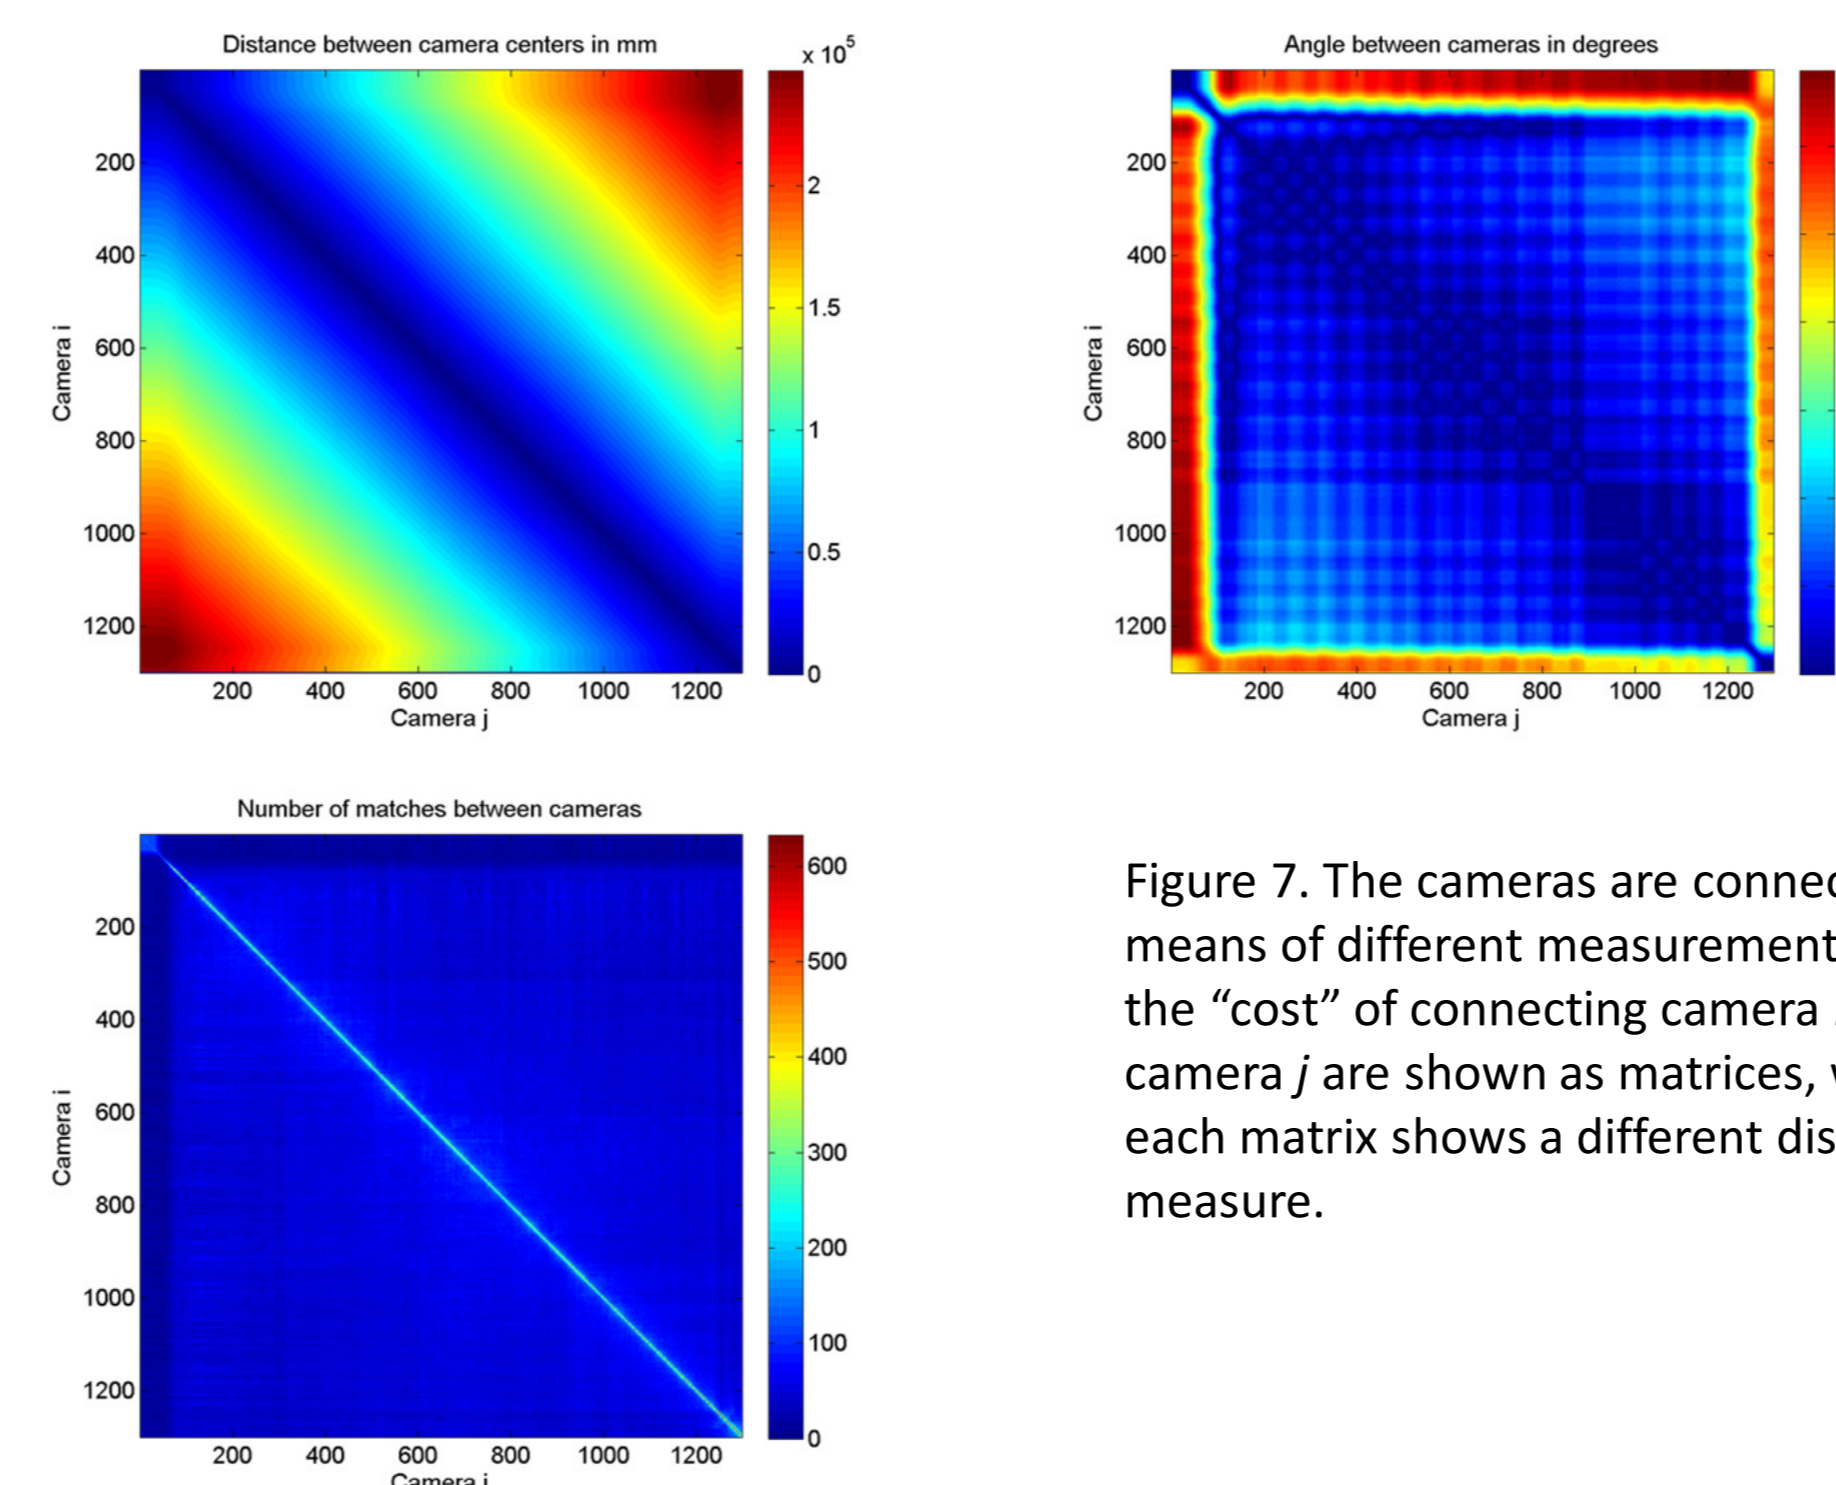 Distance between camera centers in mm
x 10^5
200
400
600
800
1000
1200
Camera i
200 400 600 800 1000 1200
Camera j
2
1.5
1
0.5
0
Angle between cameras in degrees
200
400
600
800
1000
1200
Camera i
200 400 600 800 1000 1200
Camera j
Number of matches between cameras
200
400
600
800
1000
1200
Camera i
200 400 600 800 1000 1200
Camera j
600
500
400
300
200
100
0
Figure 7. The cameras are connec
means of different measurement
the “cost” of connecting camera
camera j are shown as matrices,
each matrix shows a different dis
measure.